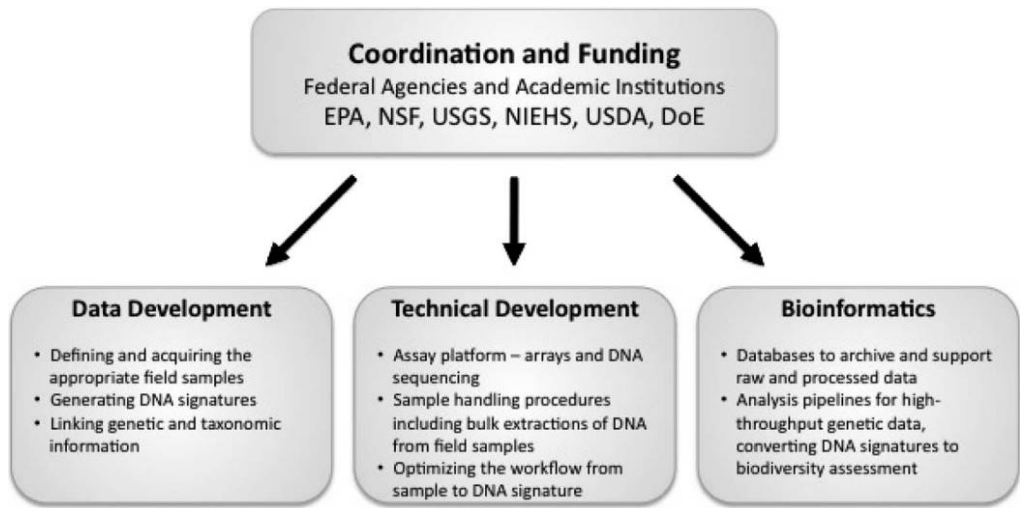 Coordination and Funding
Federal Agencies and Academic Institutions
EPA, NSF, USGS, NIEHS, USDA, DoE
Data Development
• Defining and acquiring the
appropriate field samples
• Generating DNA signatures
• Linking genetic and taxonomic
information
Technical Development
• Assay platform – arrays and DNA
sequencing
• Sample handling procedures
including bulk extractions of DNA
from field samples
• Optimizing the workflow from
sample to DNA signature
Bioinformatics
• Databases to archive and support
raw and processed data
• Analysis pipelines for high-
throughput genetic data,
converting DNA signatures to
biodiversity assessment